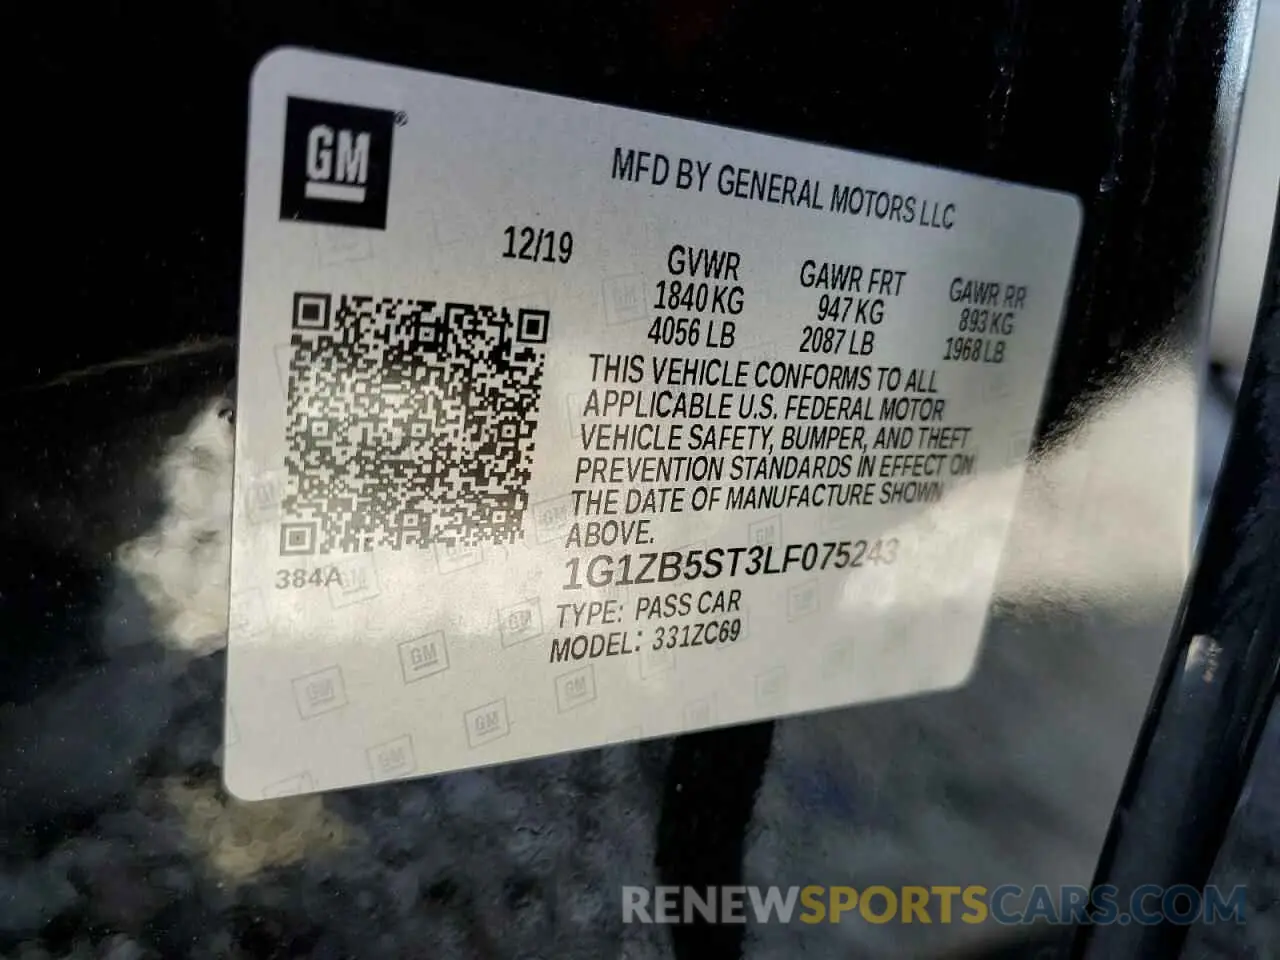 GM®
MFD BY GENERAL MOTORS LLC
12/19
GVWR GAWR FRT GAWR RR
1840 KG 947 KG 893 KG
4056 LB 2087 LB 1968 LB
THIS VEHICLE CONFORMS TO ALL
APPLICABLE U.S. FEDERAL MOTOR
VEHICLE SAFETY, BUMPER, AND THEFT
PREVENTION STANDARDS IN EFFECT ON
THE DATE OF MANUFACTURE SHOWN
ABOVE.
384A
1G1ZB5ST3LF075243
TYPE: PASS CAR
MODEL: 331ZC69
RENEWSPORTSCARS.COM